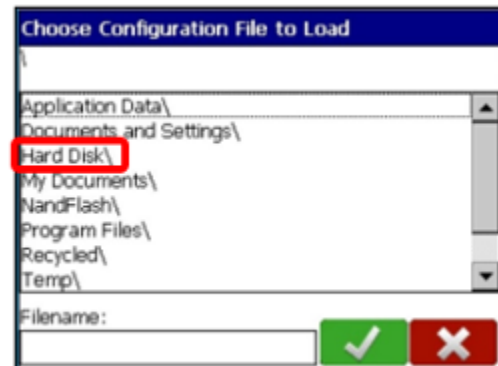 Choose Configuration File to Load
\
Application Data\
Documents and Settings\
Hard Disk\
My Documents\
NandFlash\
Program Files\
Recycled\
Temp\
Filename: